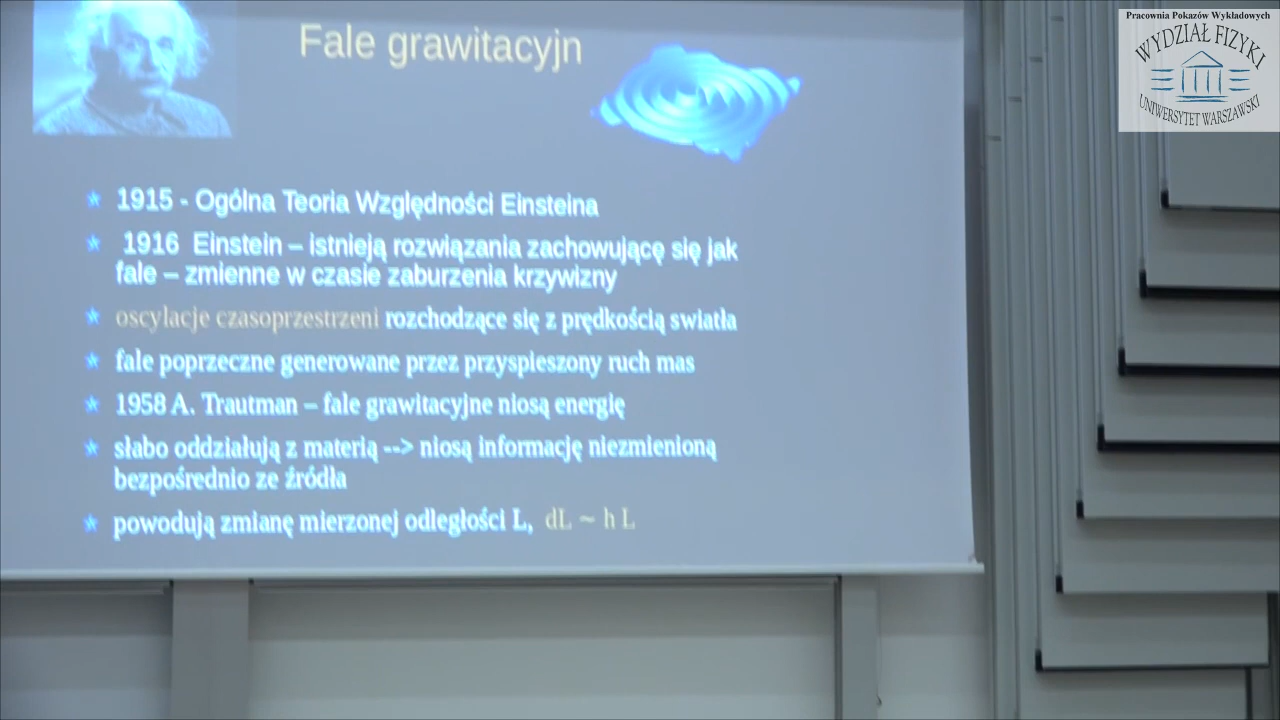 Pracownia Pokazów Wykładowych
WYDZIAŁ FIZYKI
UNIWERSYTET WARSZAWSKI
Fale grawitacyjn
1915 - Ogólna Teoria Względności Einsteina
1916 Einstein – istnieją rozwiązania zachowującę się jak
fale – zmienne w czasie zaburzenia krzywizny
oscylacje czasoprzestrzeni rozchodzące się z prędkością swiatła
fale poprzeczne generowane przez przyspieszony ruch mas
1958 A. Trautman – fale grawitacyjne niosą energię
słabo oddziałują z materią --> niosą informację niezmienioną
bezpośrednio ze źródła
powodują zmianę mierzonej odległości L, dL ~ h L